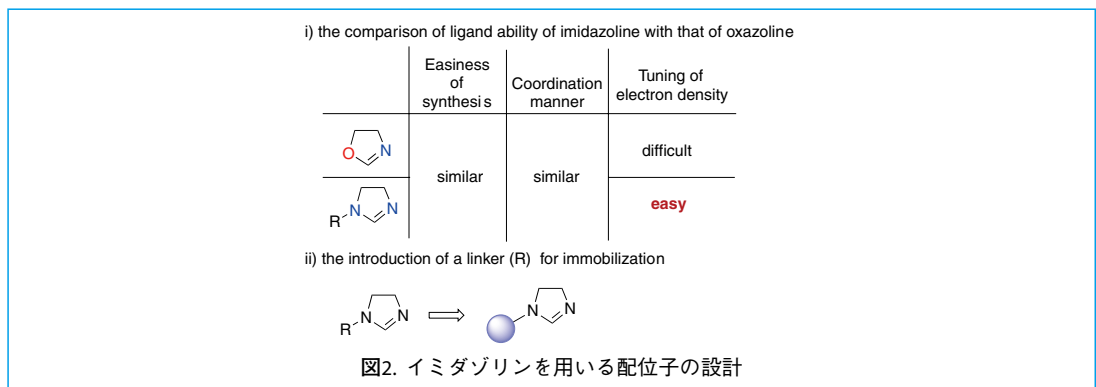 i) the comparison of ligand ability of imidazoline with that of oxazoline
Easiness
of
synthesis
Coordination
manner
Tuning of
electron density
O
N
difficult
similar
similar
R
N
N
easy
ii) the introduction of a linker (R) for immobilization
R
N
N
N
N
図2. イミダゾリンを用いる配位子の設計